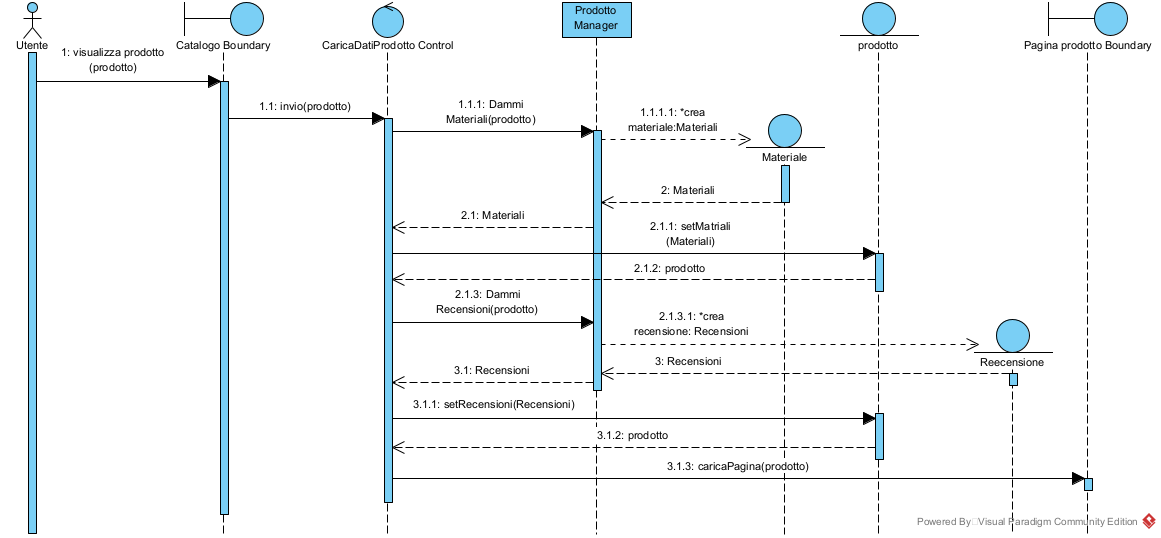 Prodotto
Manager
Utente
Catalogo Boundary
CaricaDatiProdotto Control
prodotto
Pagina prodotto Boundary
1: visualizza prodotto
(prodotto)
1.1: invio(prodotto)
1.1.1: Dammi
Materiali(prodotto)
1.1.1.1: *crea
materiale:Materiali
Materiale
2: Materiali
2.1: Materiali
2.1.1: setMatriali
(Materiali)
2.1.2: prodotto
2.1.3: Dammi
Recensioni(prodotto)
2.1.3.1: *crea
recensione: Recensioni
Reecensione
3: Recensioni
3.1: Recensioni
3.1.1: setRecensioni(Recensioni)
3.1.2: prodotto
3.1.3: caricaPagina(prodotto)
Powered By Visual Paradigm Community Edition